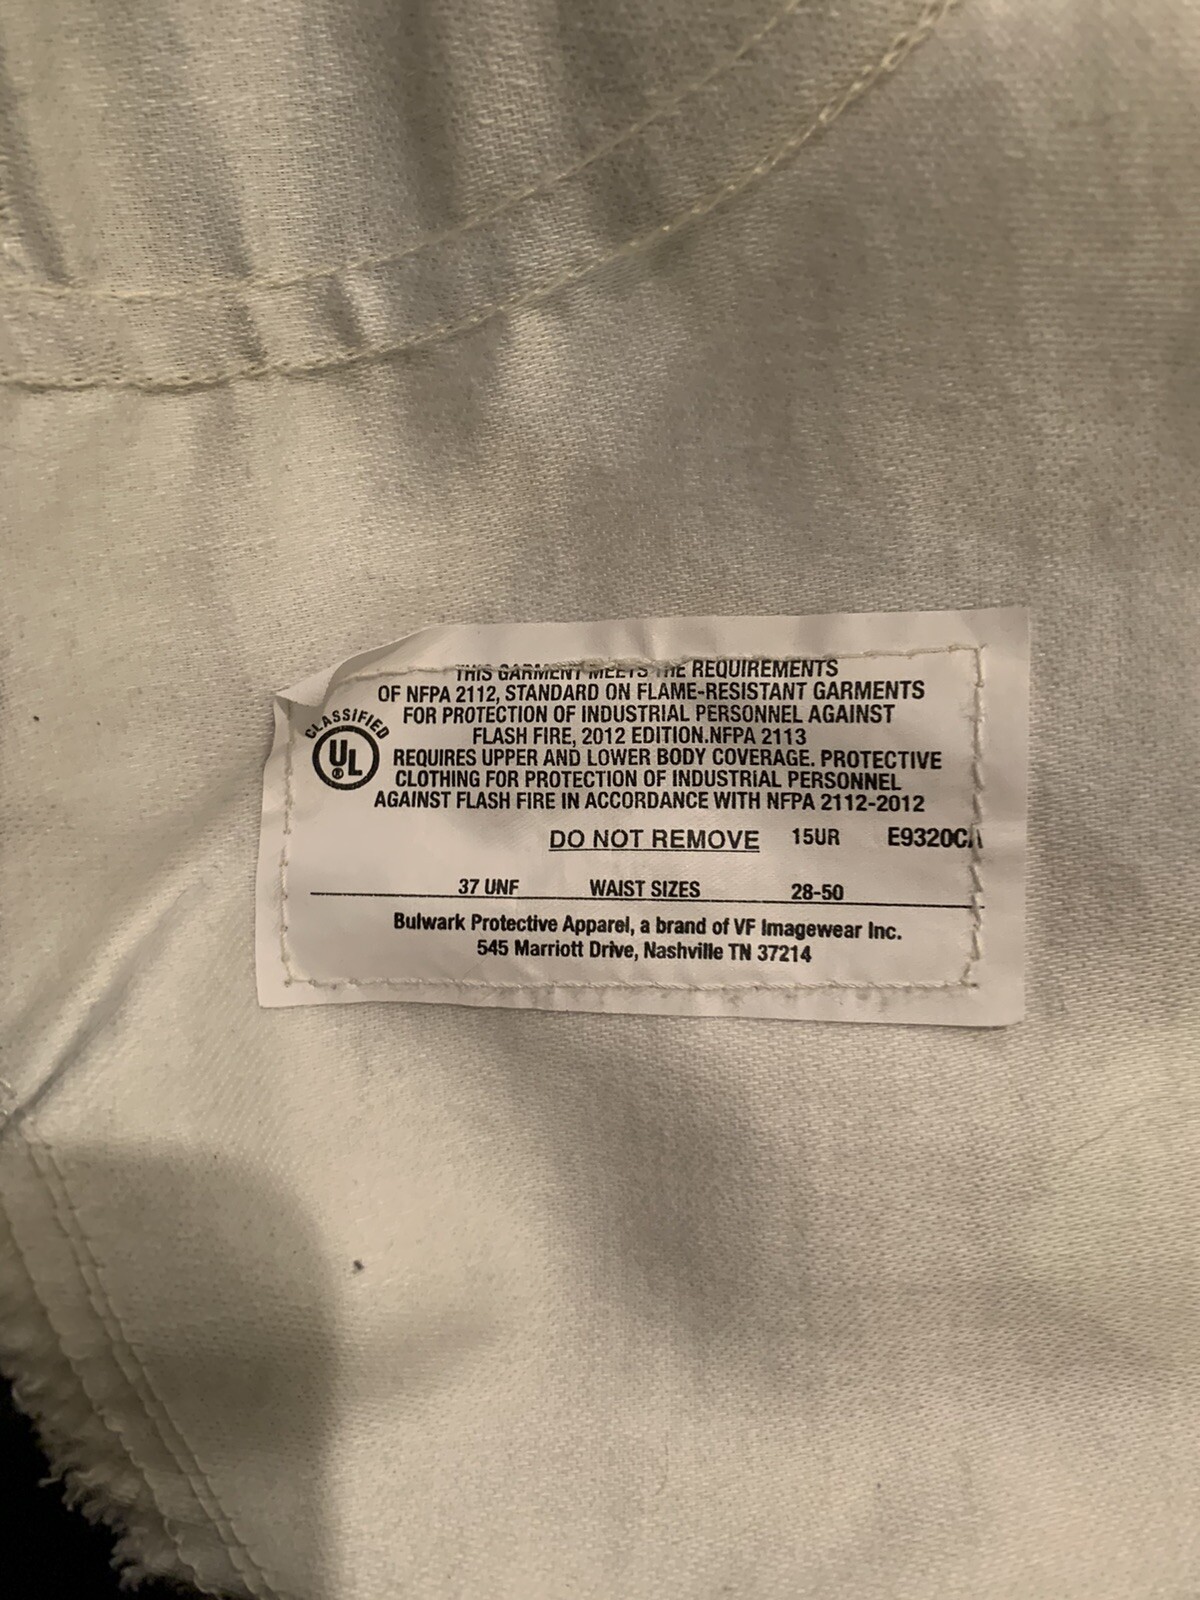 THIS GARMENT MEETS THE REQUIREMENTS
OF NFPA 2112, STANDARD ON FLAME-RESISTANT GARMENTS
FOR PROTECTION OF INDUSTRIAL PERSONNEL AGAINST
FLASH FIRE, 2012 EDITION.NFPA 2113
REQUIRES UPPER AND LOWER BODY COVERAGE. PROTECTIVE
CLOTHING FOR PROTECTION OF INDUSTRIAL PERSONNEL
AGAINST FLASH FIRE IN ACCORDANCE WITH NFPA 2112-2012
CLASSIFIED
UL ®
DO NOT REMOVE 15UR E9320CA
37 UNF WAIST SIZES 28-50
Bulwark Protective Apparel, a brand of VF Imagewear Inc.
545 Marriott Drive, Nashville TN 37214